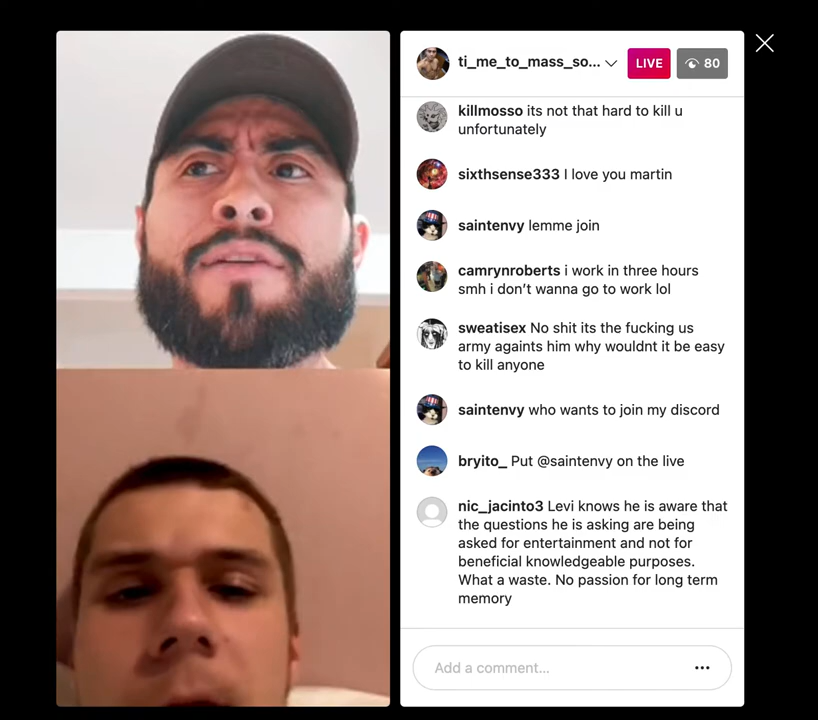 ti_me_to_mass_so...
LIVE
80
killmosso its not that hard to kill u
unfortunately
sixthsense333 I love you martin
saintenvy lemme join
camrynroberts i work in three hours
smh i don’t wanna go to work lol
sweatisex No shit its the fucking us
army againts him why wouldnt it be easy
to kill anyone
saintenvy who wants to join my discord
bryito_ Put @saintenvy on the live
nic_jacinto3 Levi knows he is aware that
the questions he is asking are being
asked for entertainment and not for
beneficial knowledgeable purposes.
What a waste. No passion for long term
memory
Add a comment...